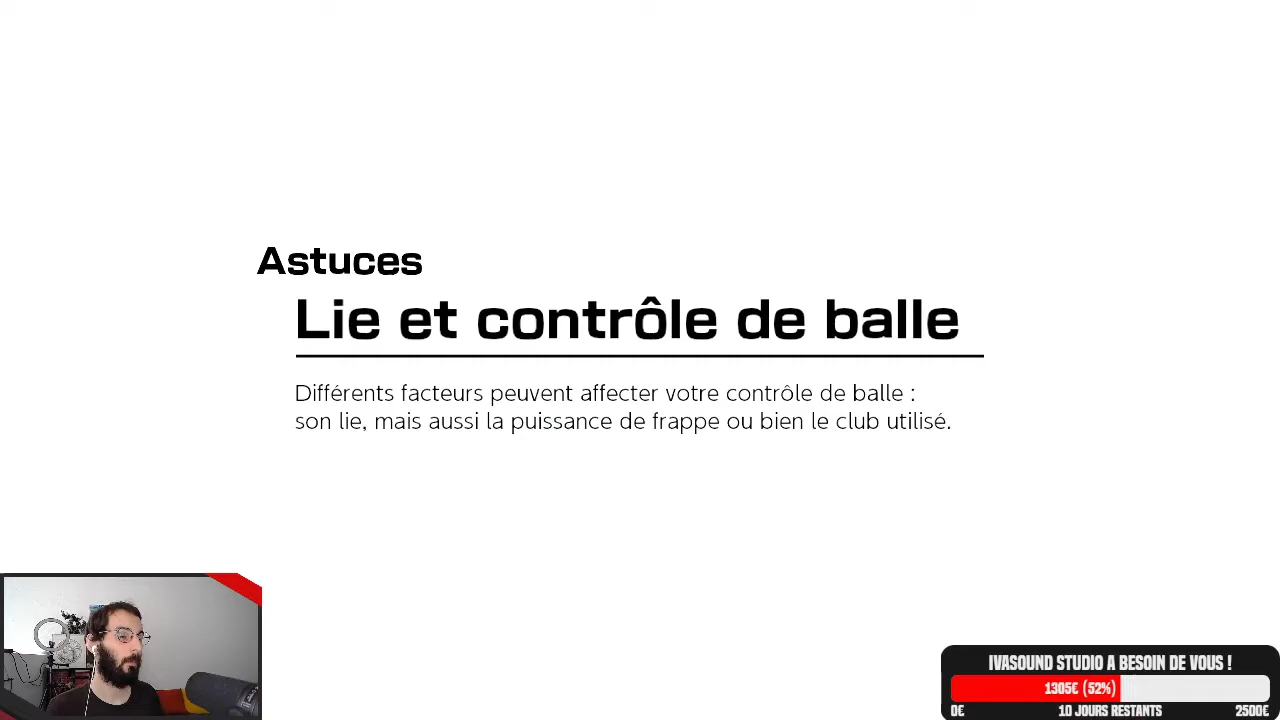 Astuces
Lie et contrôle de balle
Différents facteurs peuvent affecter votre contrôle de balle :
son lie, mais aussi la puissance de frappe ou bien le club utilisé.
IVASOUND STUDIO A BESOIN DE VOUS !
1305€ (52%)
0€ 10 JOURS RESTANTS 2500€